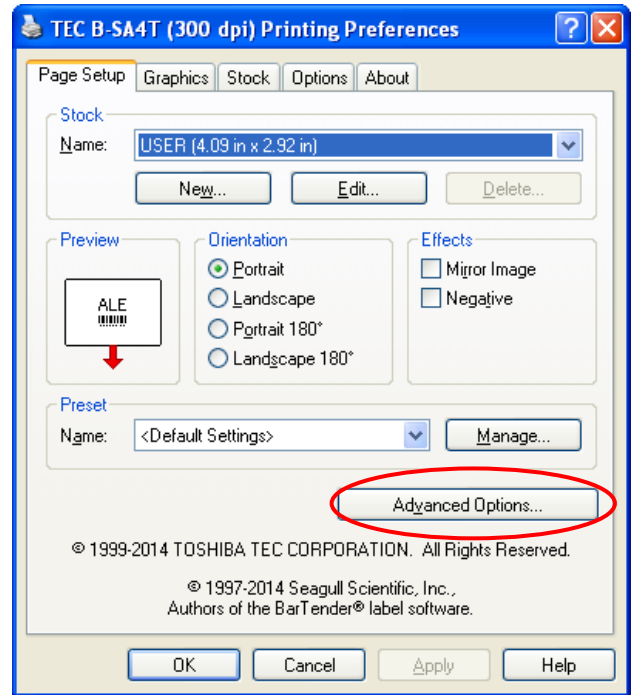 TEC B-SA4T (300 dpi) Printing Preferences
Page Setup Graphics Stock Options About
Stock
Name: USER (4.09 in x 2.92 in)
New... Edit... Delete...
Preview
ALE
Orientation
Portrait
Landscape
Portrait 180°
Landscape 180°
Effects
Mirror Image
Negative
Preset
Name: <Default Settings> Manage...
Advanced Options...
© 1999-2014 TOSHIBA TEC CORPORATION. All Rights Reserved.
© 1997-2014 Seagull Scientific, Inc.,
Authors of the BarTender® label software.
OK Cancel Apply Help